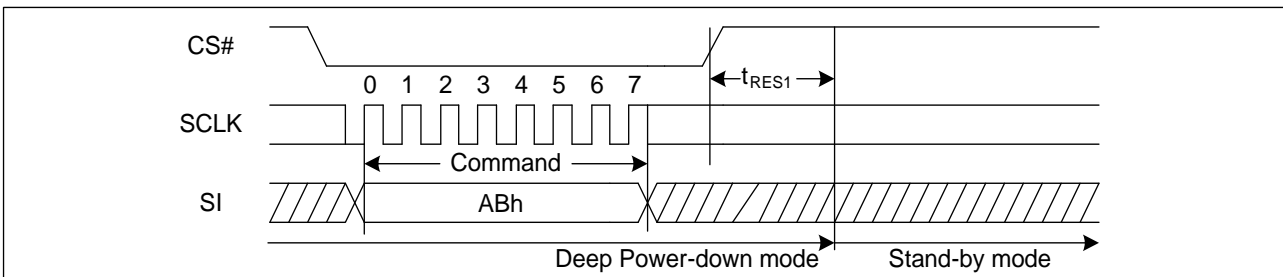 CS#
tRES1
0 1 2 3 4 5 6 7
SCLK
Command
SI
ABh
Deep Power-down mode Stand-by mode